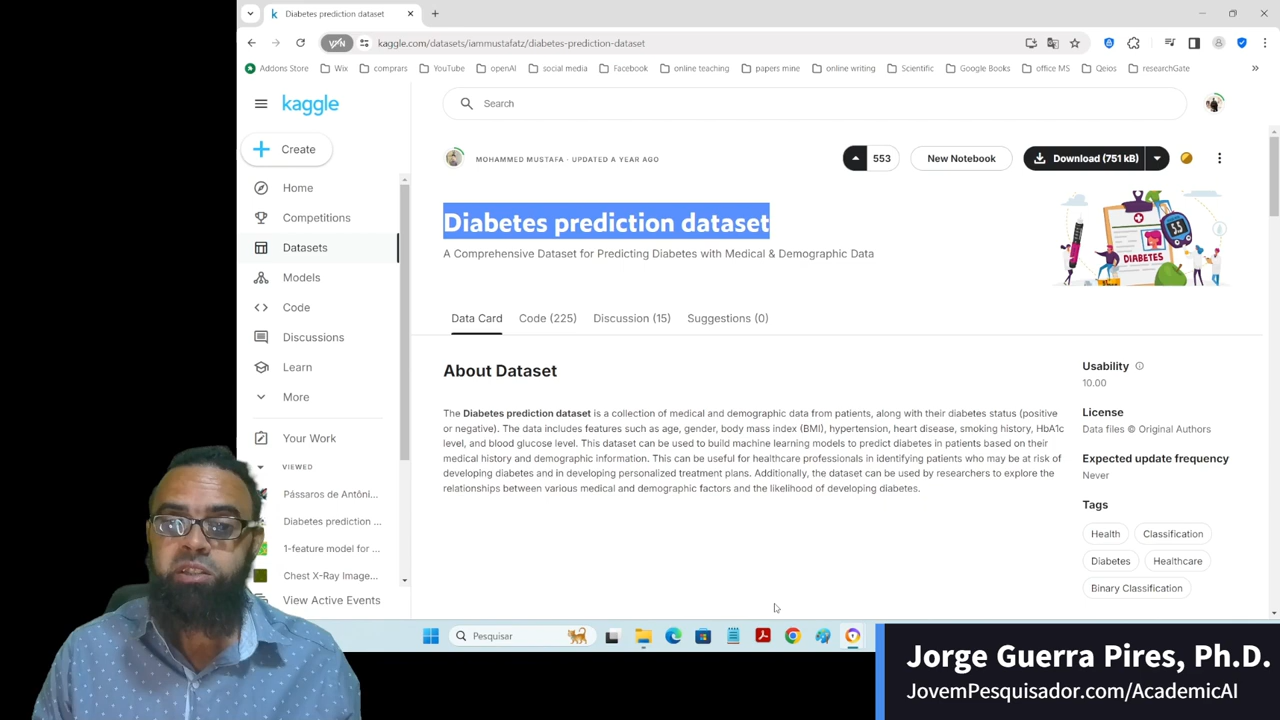 Diabetes prediction dataset
kaggle.com/datasets/iammustafatz/diabetes-prediction-dataset
Addons Store Wix comprars YouTube openAI social media Facebook online teaching papers mine online writing Scientific Google Books office MS Qeios researchGate
kaggle
Search
Create
Home
Competitions
Datasets
Models
Code
Discussions
Learn
More
Your Work
VIEWED
Pássaros de Antôni...
Diabetes prediction ...
1-feature model for ...
Chest X-Ray Image...
View Active Events
MOHAMMED MUSTAFA · UPDATED A YEAR AGO
553
New Notebook
Download (751 kB)
Diabetes prediction dataset
A Comprehensive Dataset for Predicting Diabetes with Medical & Demographic Data
5.5
DIABETES
Data Card Code (225) Discussion (15) Suggestions (0)
About Dataset
The Diabetes prediction dataset is a collection of medical and demographic data from patients, along with their diabetes status (positive
or negative). The data includes features such as age, gender, body mass index (BMI), hypertension, heart disease, smoking history, HbA1c
level, and blood glucose level. This dataset can be used to build machine learning models to predict diabetes in patients based on their
medical history and demographic information. This can be useful for healthcare professionals in identifying patients who may be at risk of
developing diabetes and in developing personalized treatment plans. Additionally, the dataset can be used by researchers to explore the
relationships between various medical and demographic factors and the likelihood of developing diabetes.
Usability
10.00
License
Data files © Original Authors
Expected update frequency
Never
Tags
Health Classification
Diabetes Healthcare
Binary Classification
Pesquisar
Jorge Guerra Pires, Ph.D.
JovemPesquisador.com/AcademicAI